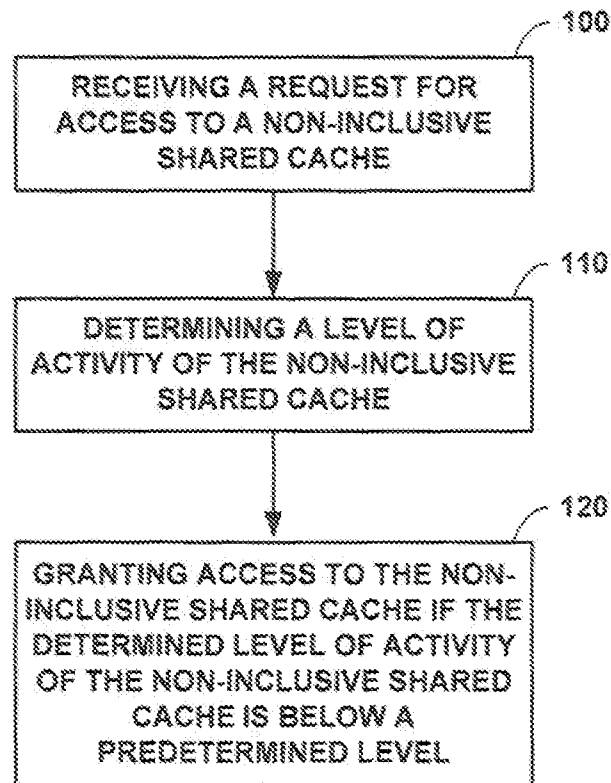 100
RECEIVING A REQUEST FOR
ACCESS TO A NON-INCLUSIVE
SHARED CACHE
110
DETERMINING A LEVEL OF
ACTIVITY OF THE NON-INCLUSIVE
SHARED CACHE
120
GRANTING ACCESS TO THE NON-
INCLUSIVE SHARED CACHE IF THE
DETERMINED LEVEL OF ACTIVITY
OF THE NON-INCLUSIVE SHARED
CACHE IS BELOW A
PREDETERMINED LEVEL